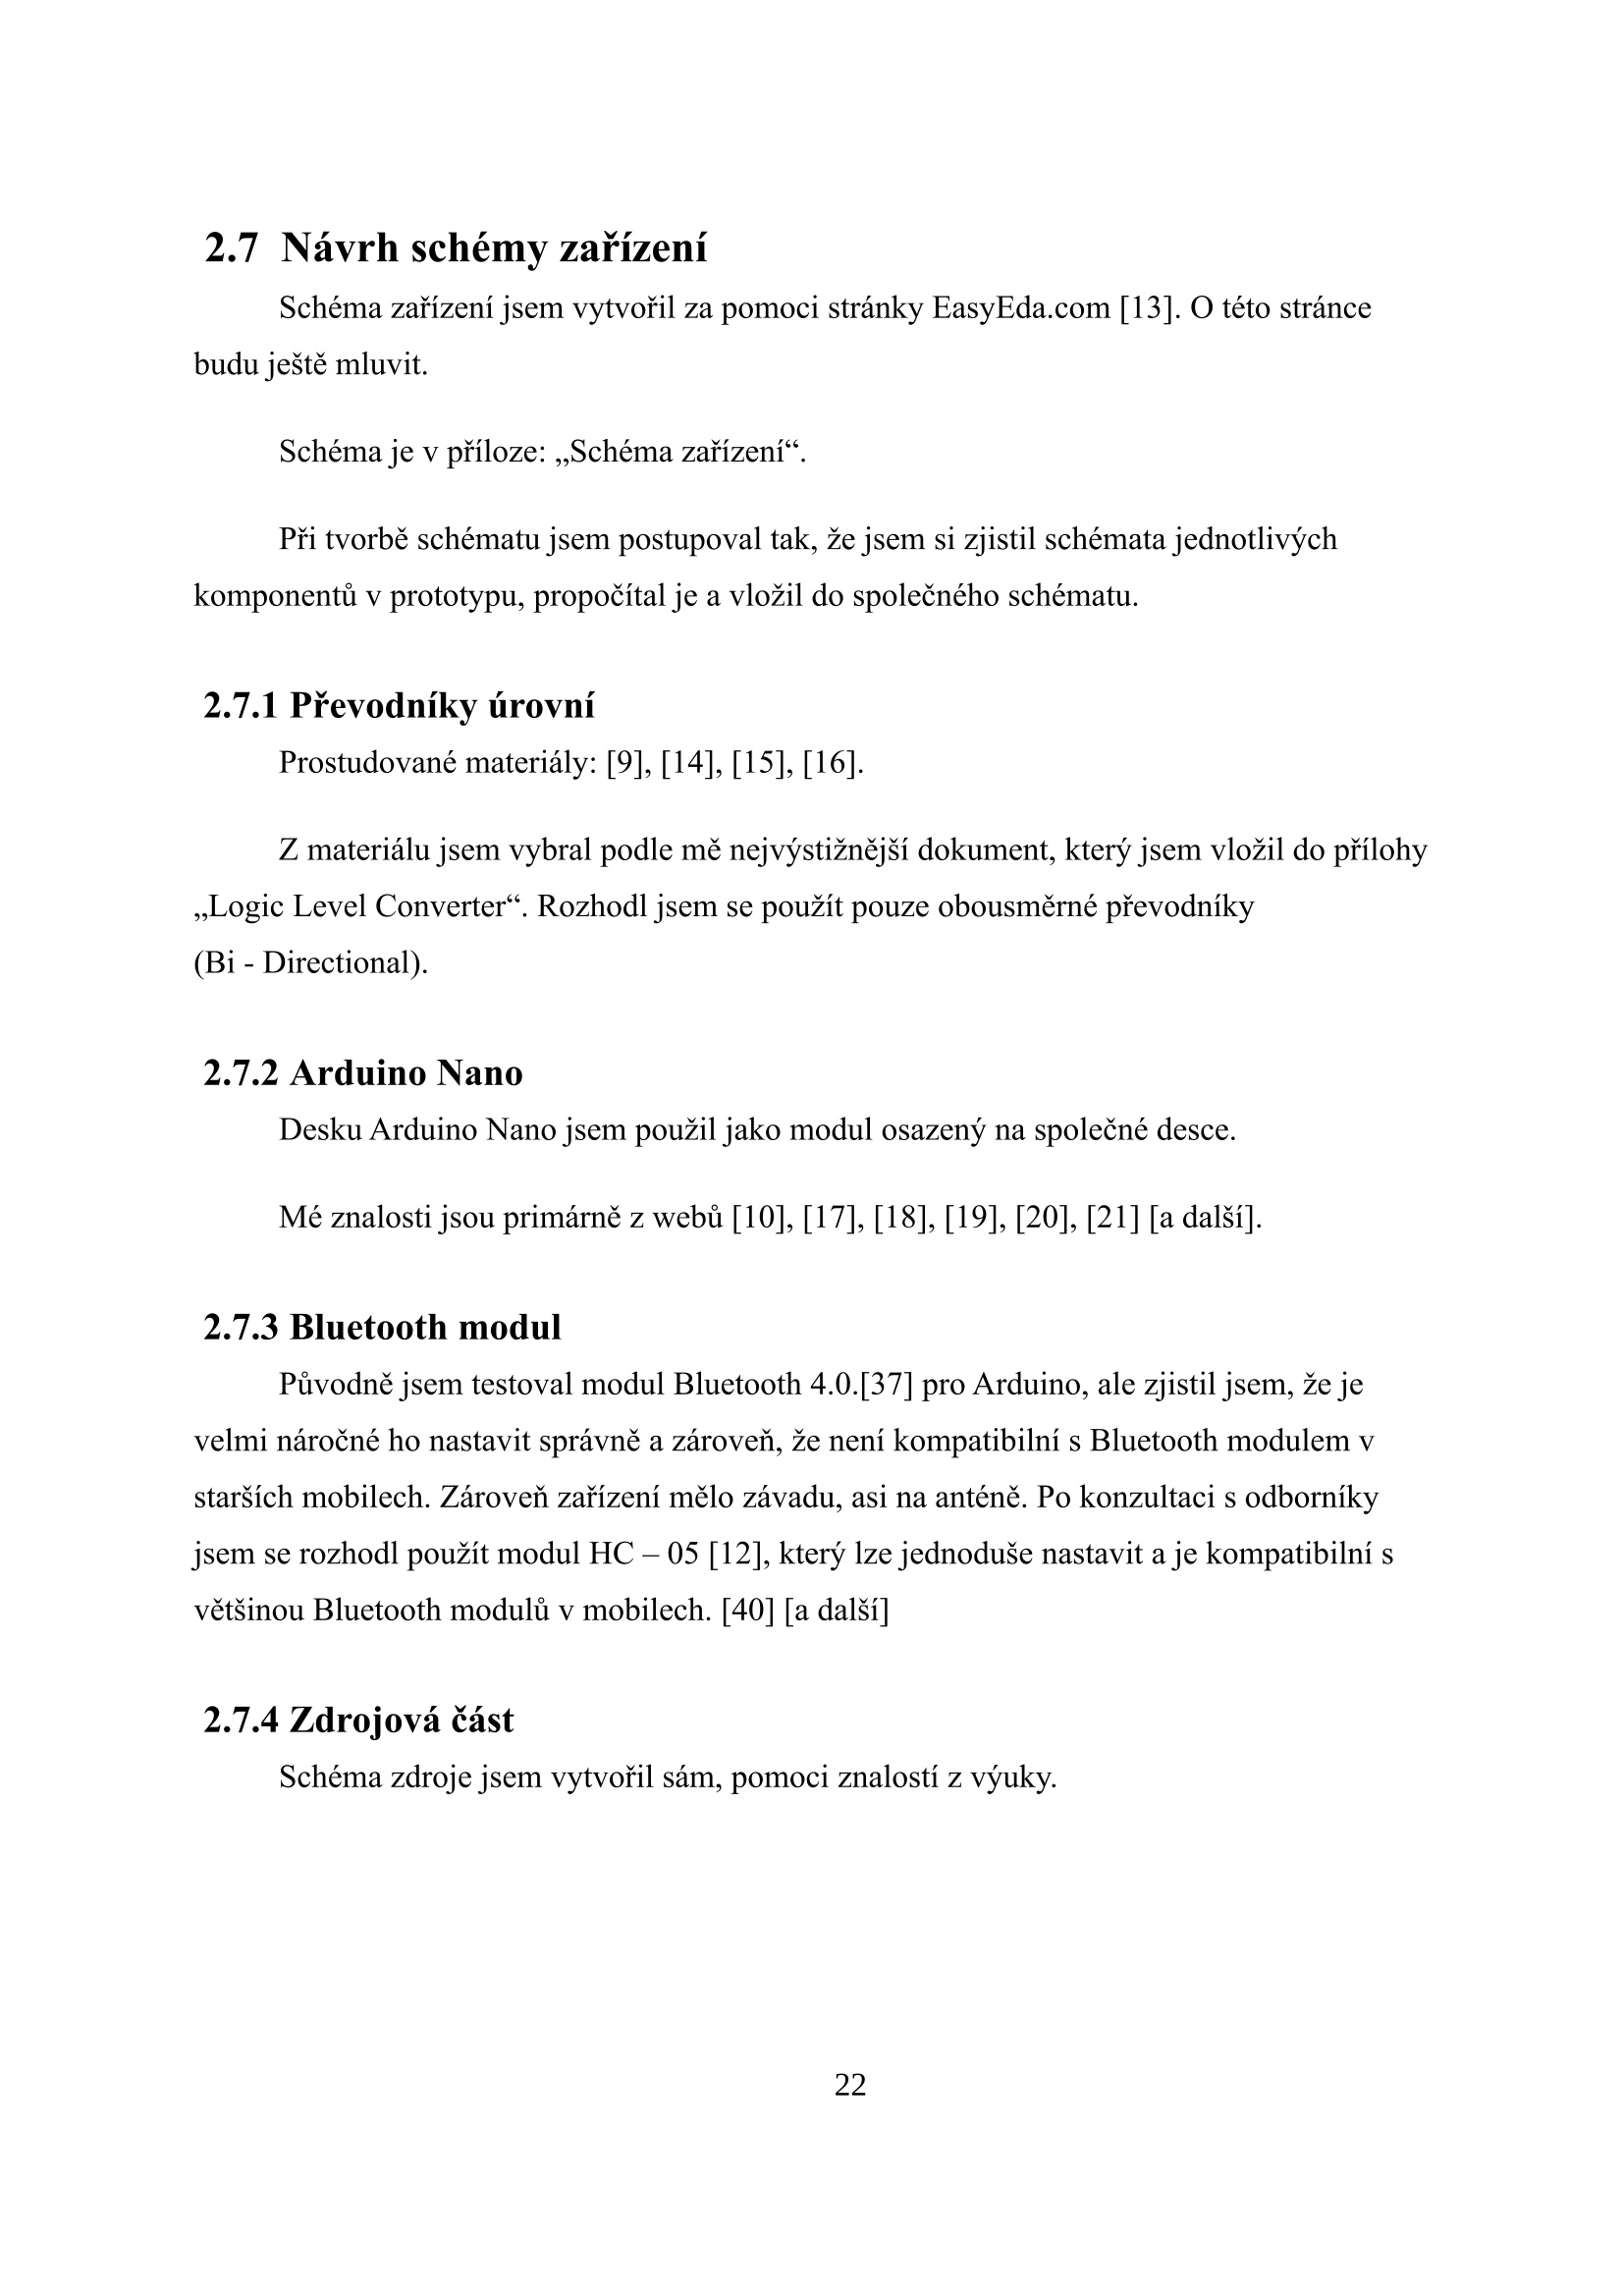 2.7 Návrh schémy zařízení
Schéma zařízení jsem vytvořil za pomoci stránky EasyEda.com [13]. O této stránce
budu ještě mluvit.
Schéma je v příloze: „Schéma zařízení“.
Při tvorbě schématu jsem postupoval tak, že jsem si zjistil schémata jednotlivých
komponentů v prototypu, propočítal je a vložil do společného schématu.
2.7.1 Převodníky úrovní
Prostudované materiály: [9], [14], [15], [16].
Z materiálu jsem vybral podle mě nejvýstižnější dokument, který jsem vložil do přílohy
„Logic Level Converter“. Rozhodl jsem se použít pouze obousměrné převodníky
(Bi - Directional).
2.7.2 Arduino Nano
Desku Arduino Nano jsem použil jako modul osazený na společné desce.
Mé znalosti jsou primárně z webů [10], [17], [18], [19], [20], [21] [a další].
2.7.3 Bluetooth modul
Původně jsem testoval modul Bluetooth 4.0.[37] pro Arduino, ale zjistil jsem, že je
velmi náročné ho nastavit správně a zároveň, že není kompatibilní s Bluetooth modulem v
starších mobilech. Zároveň zařízení mělo závadu, asi na anténě. Po konzultaci s odborníky
jsem se rozhodl použít modul HC – 05 [12], který lze jednoduše nastavit a je kompatibilní s
většinou Bluetooth modulů v mobilech. [40] [a další]
2.7.4 Zdrojová část
Schéma zdroje jsem vytvořil sám, pomoci znalostí z výuky.
22